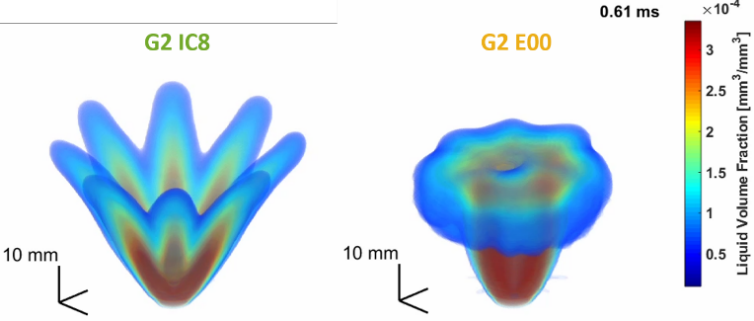 0.61 ms
×10⁻⁴
G2 IC8
G2 E00
3
2.5
2
1.5
1
0.5
Liquid Volume Fraction [mm³/mm³]
10 mm
10 mm